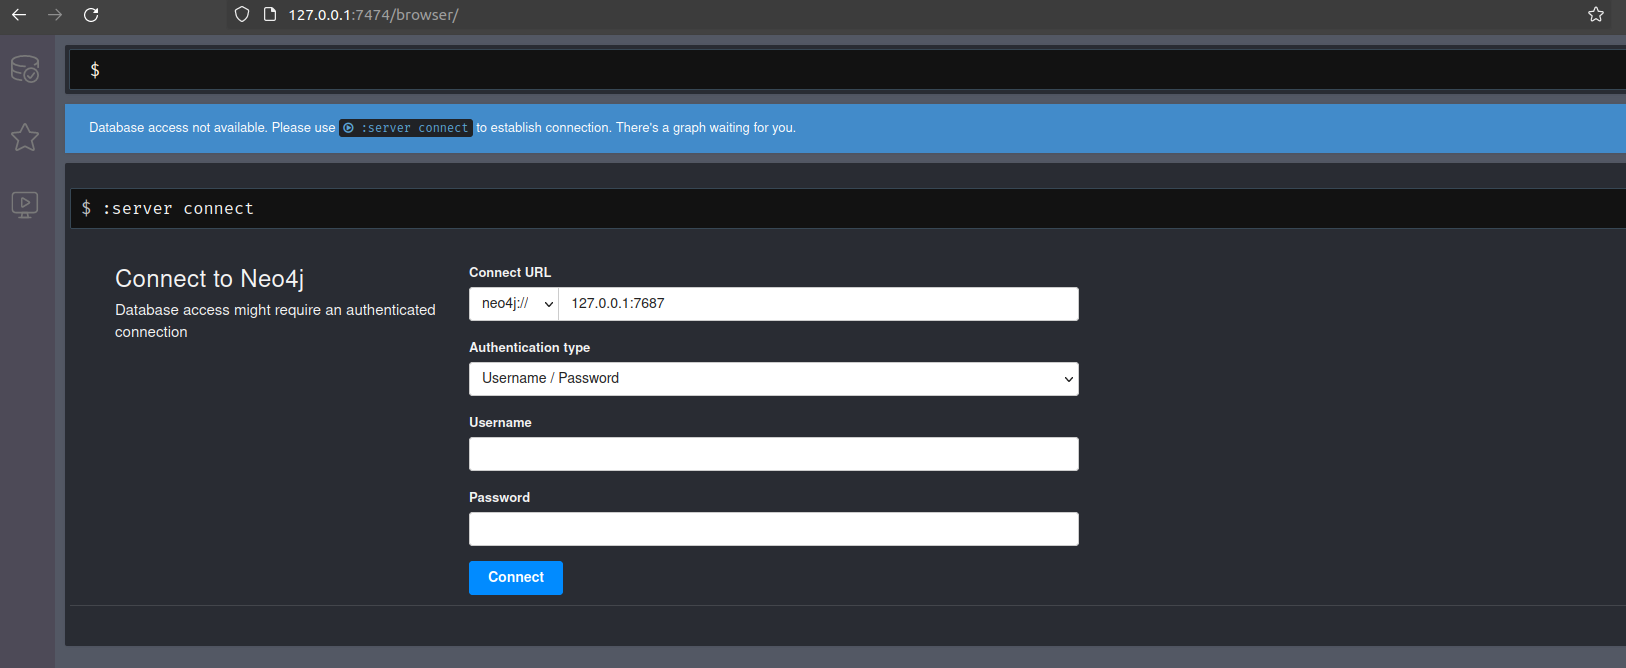 127.0.0.1:7474/browser/
$
Database access not available. Please use :server connect to establish connection. There's a graph waiting for you.
$ :server connect
Connect to Neo4j
Database access might require an authenticated
connection
Connect URL
neo4j:// 127.0.0.1:7687
Authentication type
Username / Password
Username
Password
Connect